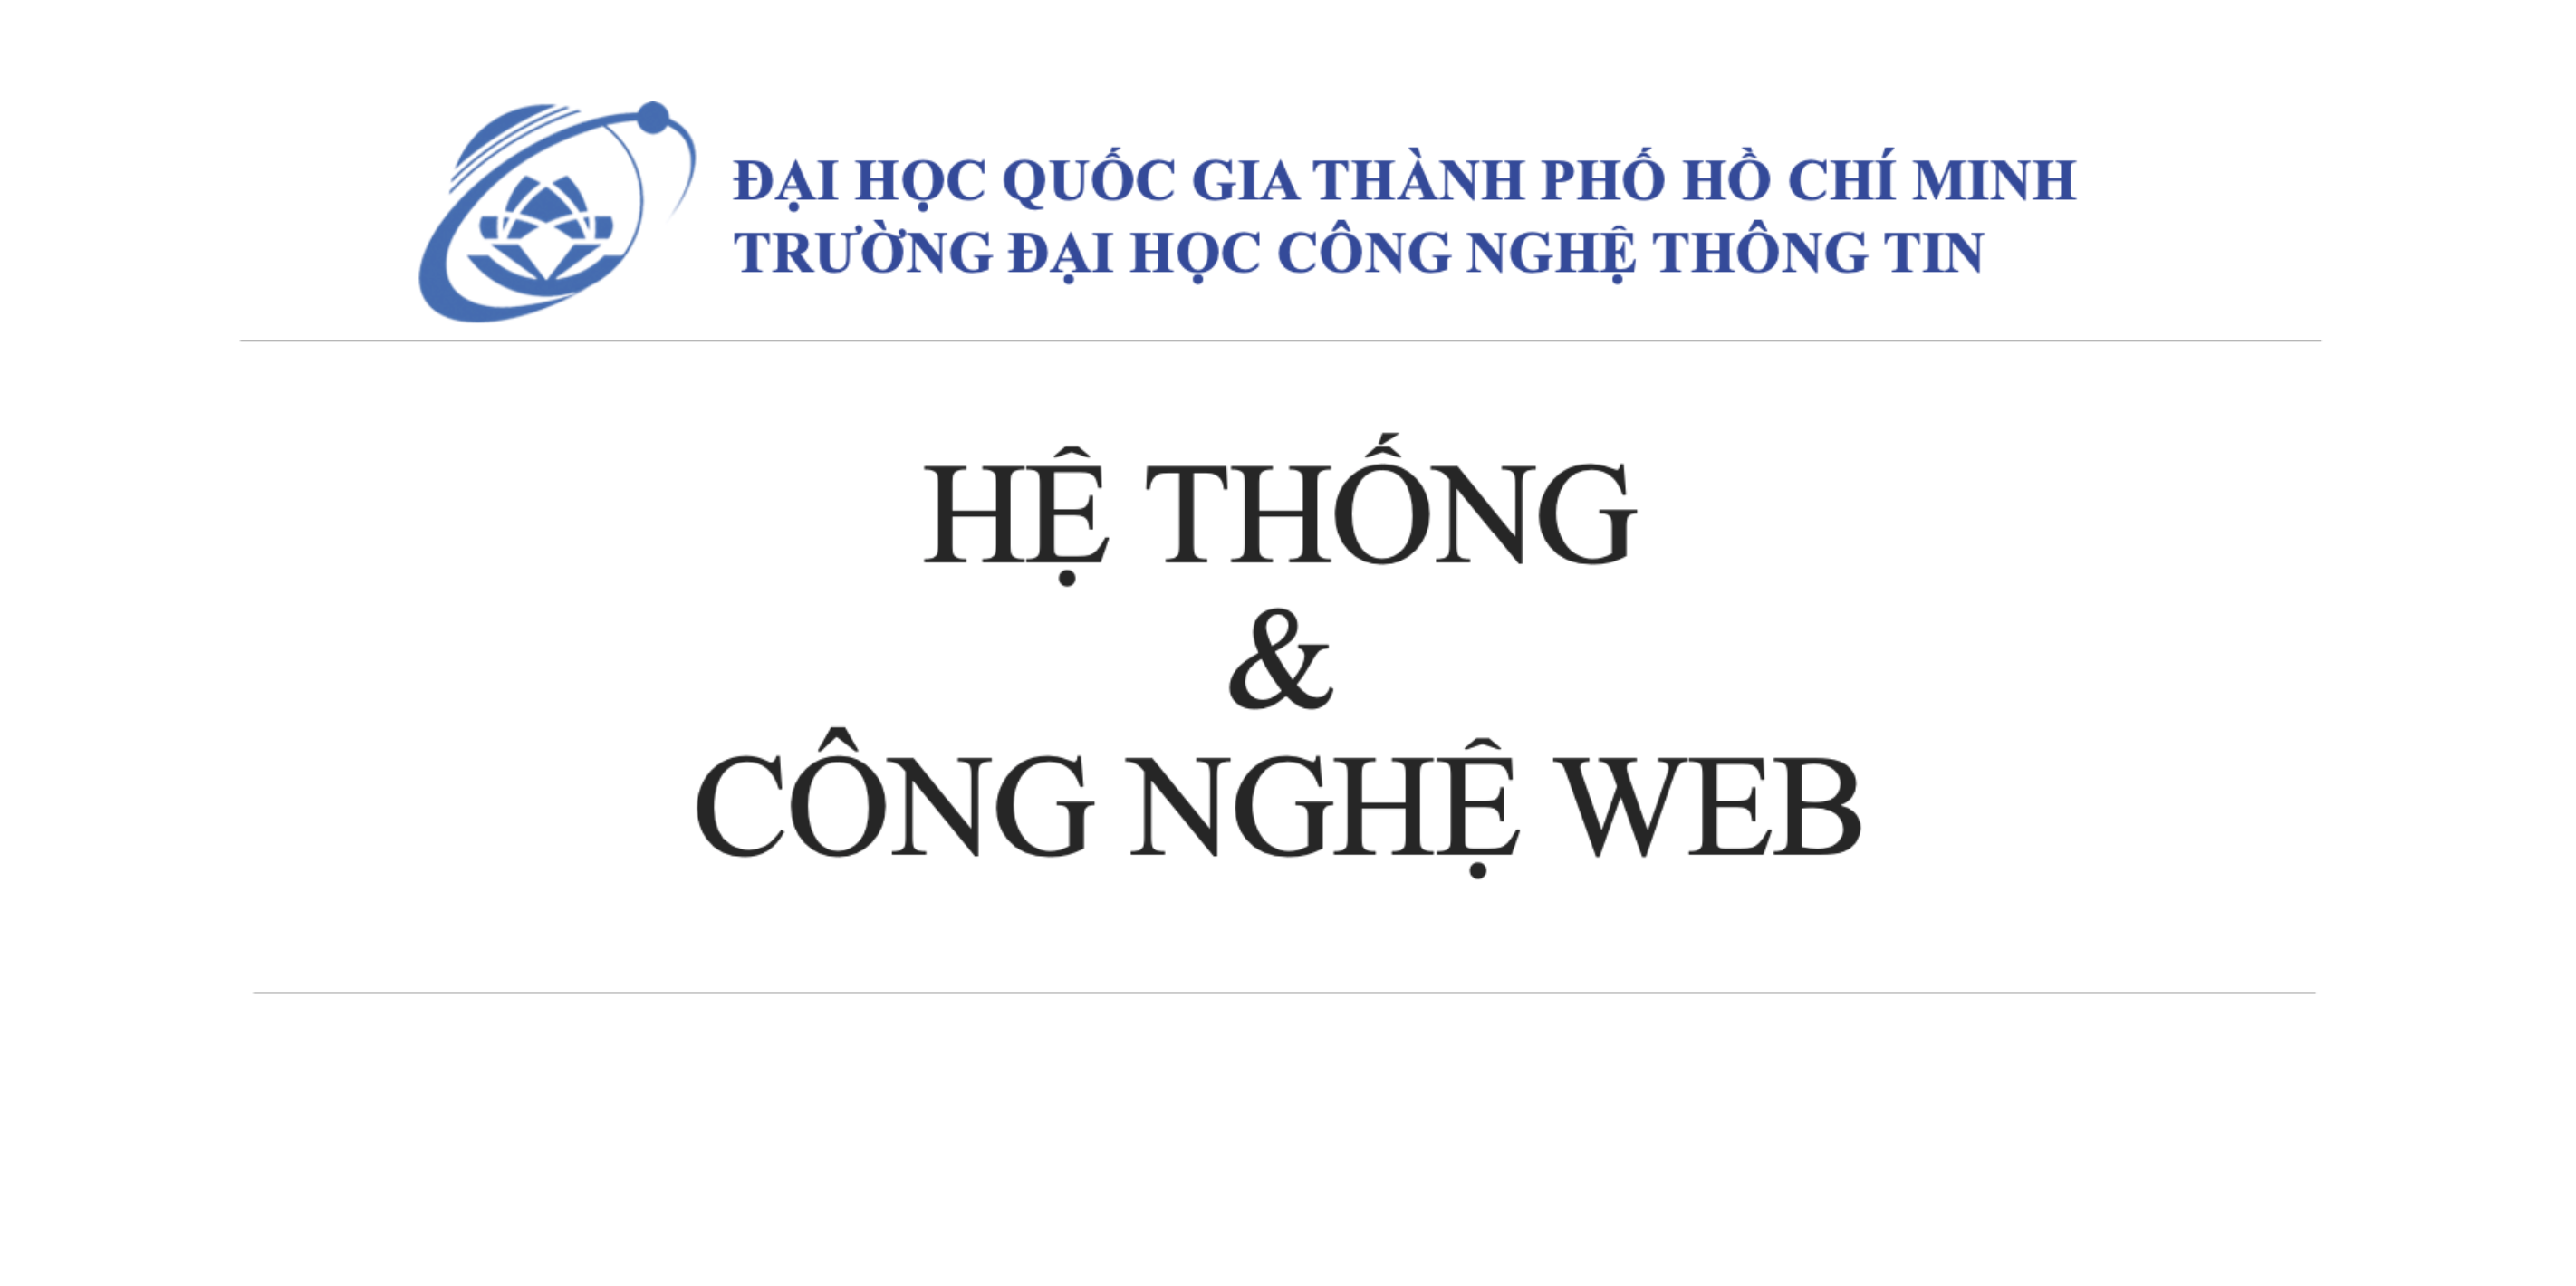 ĐẠI HỌC QUỐC GIA THÀNH PHỐ HỒ CHÍ MINH
TRƯỜNG ĐẠI HỌC CÔNG NGHỆ THÔNG TIN
HỆ THỐNG
&
CÔNG NGHỆ WEB